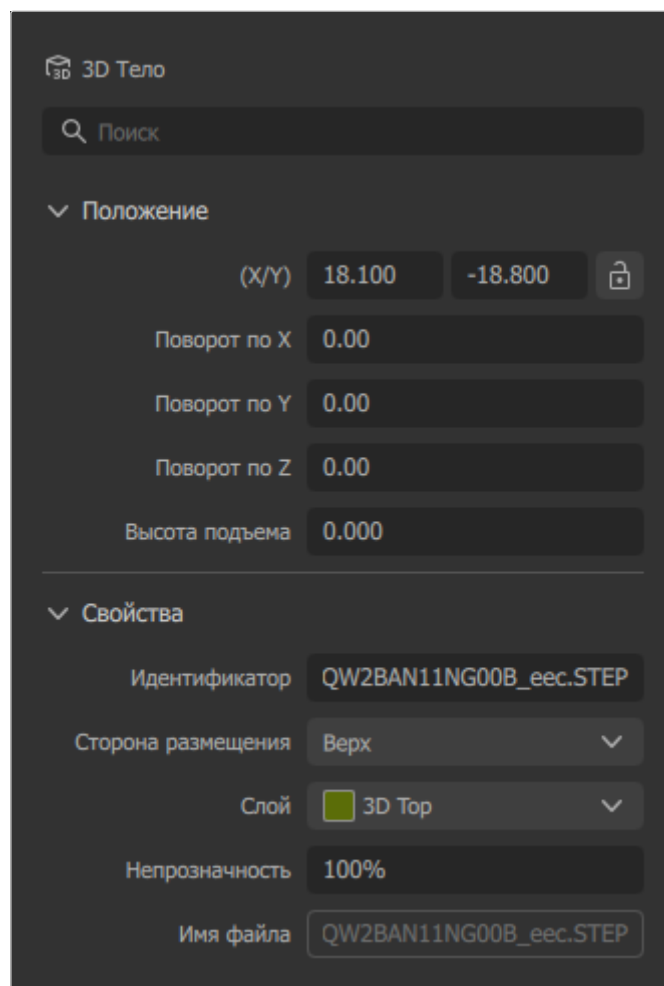 3D Тело
Поиск
Положение
(X/Y) 18.100 -18.800
Поворот по X 0.00
Поворот по Y 0.00
Поворот по Z 0.00
Высота подъема 0.000
Свойства
Идентификатор QW2BAN11NG00B_eec.STEP
Сторона размещения Верх
Слой 3D Top
Непрозначность 100%
Имя файла QW2BAN11NG00B_eec.STEP